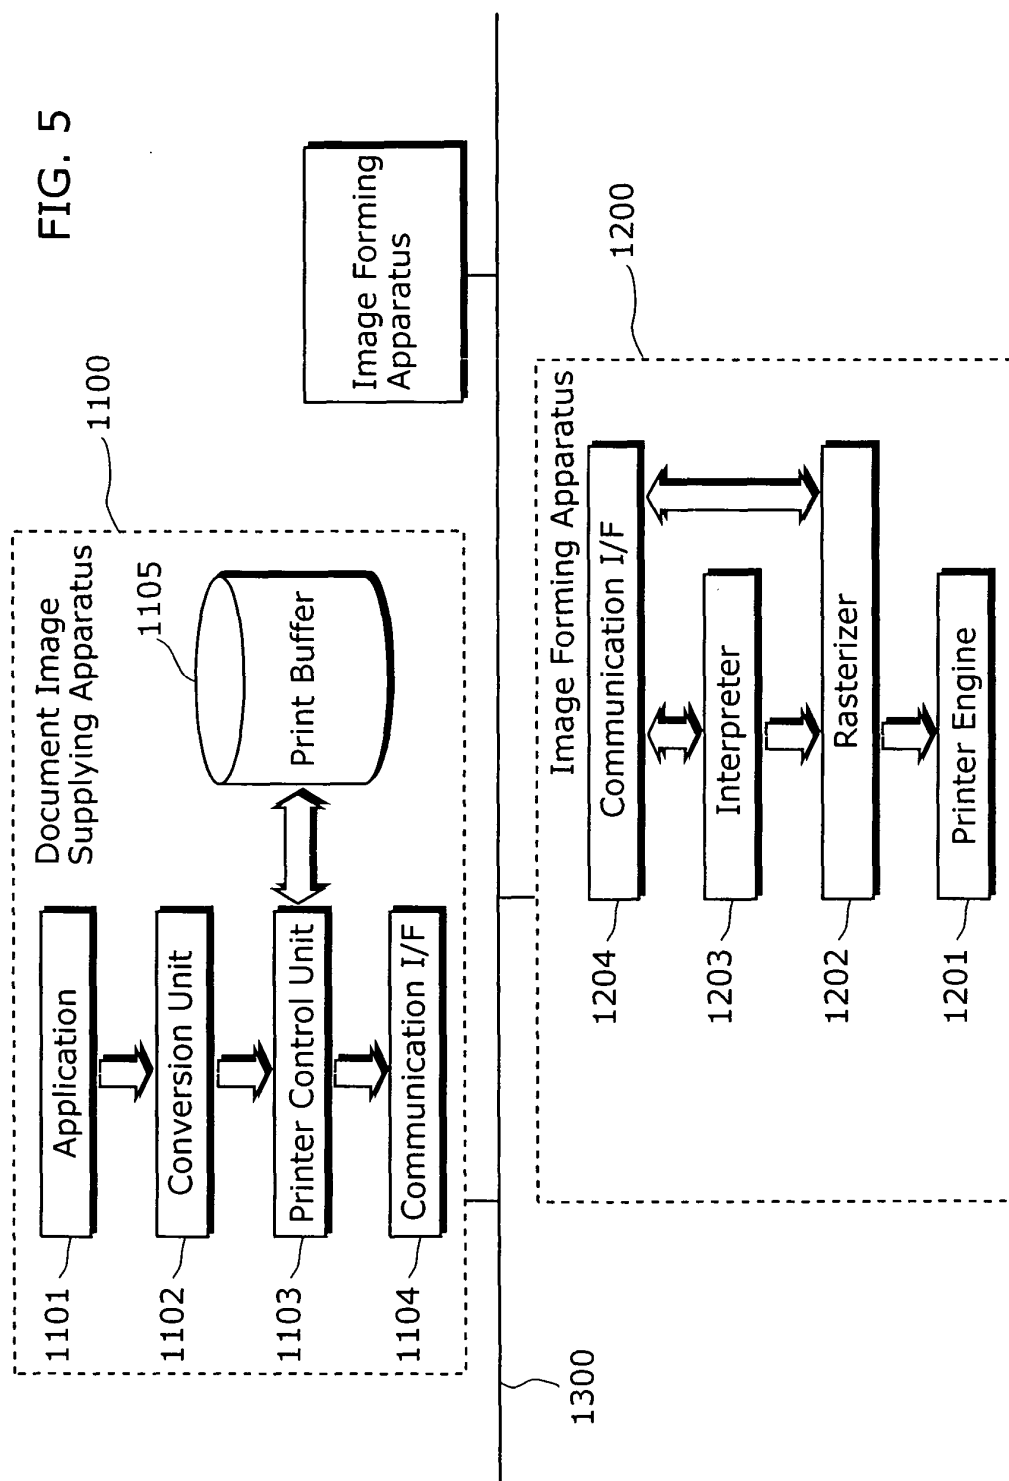 FIG. 5
1100
Document Image
Supplying Apparatus
1101
Application
1102
Conversion Unit
1103
Printer Control Unit
1104
Communication I/F
1105
Print Buffer
Image Forming
Apparatus
1300
1200
Image Forming Apparatus
1204
Communication I/F
1203
Interpreter
1202
Rasterizer
1201
Printer Engine